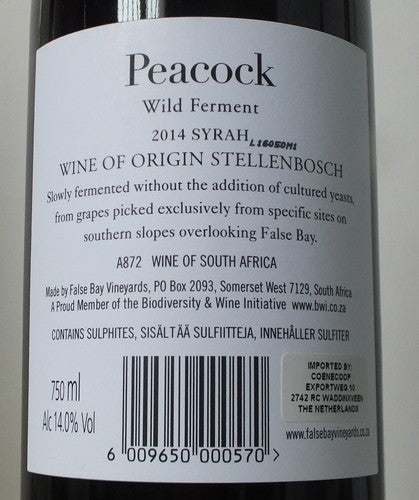 Peacock
Wild Ferment
2014 SYRAH
L16050M1
WINE OF ORIGIN STELLENBOSCH
Slowly fermented without the addition of cultured yeasts,
from grapes picked exclusively from specific sites on
southern slopes overlooking False Bay.
A872 WINE OF SOUTH AFRICA
Made by False Bay Vineyards, PO Box 2093, Somerset West 7129, South Africa
A Proud Member of the Biodiversity & Wine Initiative www.bwi.co.za
CONTAINS SULPHITES, SISÄLTÄÄ SULFIITTEJA, INNEHÅLLER SULFITER
750 ml
Alc 14.0% Vol
IMPORTED BY:
COENECOOP
EXPORTWEG 10
2742 RC WADDINXVEEN
THE NETHERLANDS
www.falsebayvineyards.co.za
6 009650 000570 >